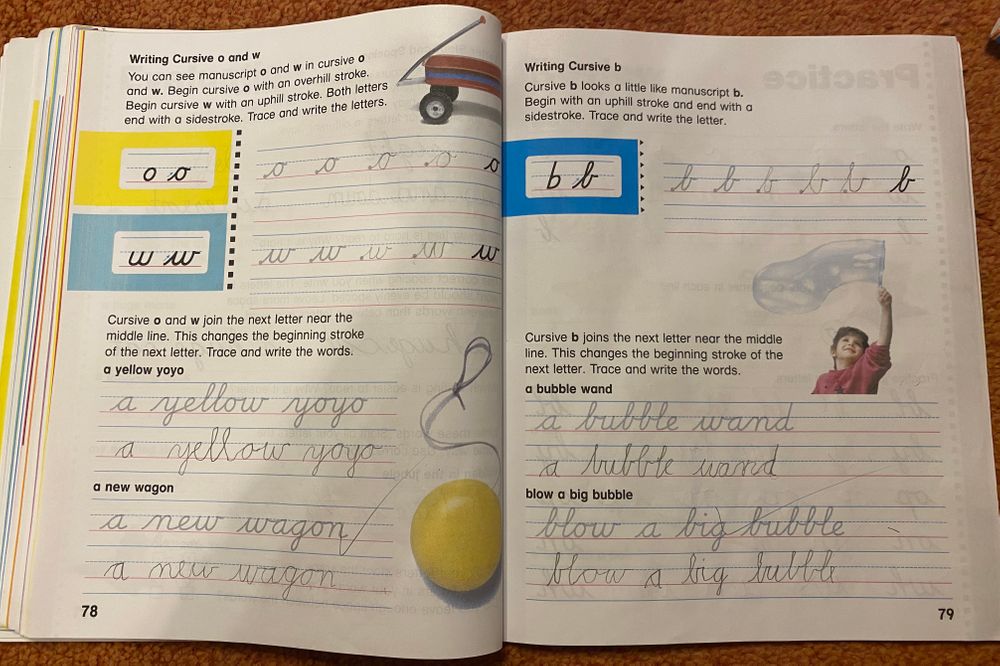 Writing Cursive o and w
You can see manuscript o and w in cursive o
and w. Begin cursive o with an overhill stroke.
Begin cursive w with an uphill stroke. Both letters
end with a sidestroke. Trace and write the letters.
o o
o o o o o
w w
w w w w w
Cursive o and w join the next letter near the
middle line. This changes the beginning stroke
of the next letter. Trace and write the words.
a yellow yoyo
a yellow yoyo
a yellow yoyo
a new wagon
a new wagon
a new wagon
78
Writing Cursive b
Cursive b looks a little like manuscript b.
Begin with an uphill stroke and end with a
sidestroke. Trace and write the letter.
b b
b b b b b b
Cursive b joins the next letter near the middle
line. This changes the beginning stroke of the
next letter. Trace and write the words.
a bubble wand
a bubble wand
a bubble wand
blow a big bubble
blow a big bubble
blow a big bubble
79